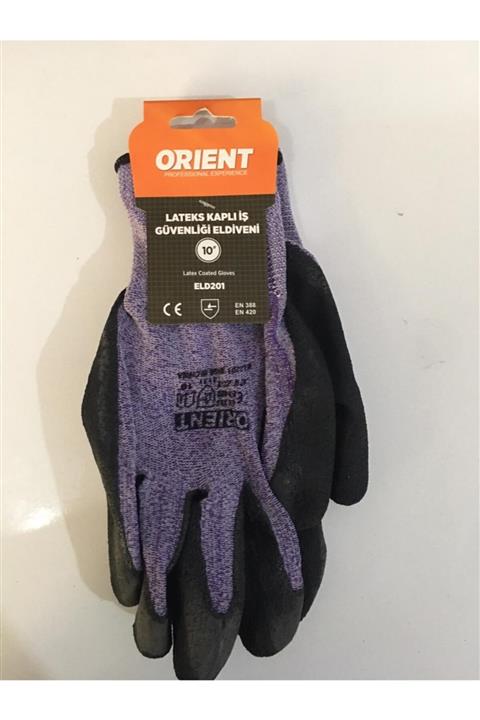 ORIENT
PROFESSIONAL EXPERIENCE
LATEKS KAPLI İŞ
GÜVENLİĞİ ELDİVENİ
10"
Latex Coated Gloves
ELD201
CE
EN 388
EN 420
ORIENT